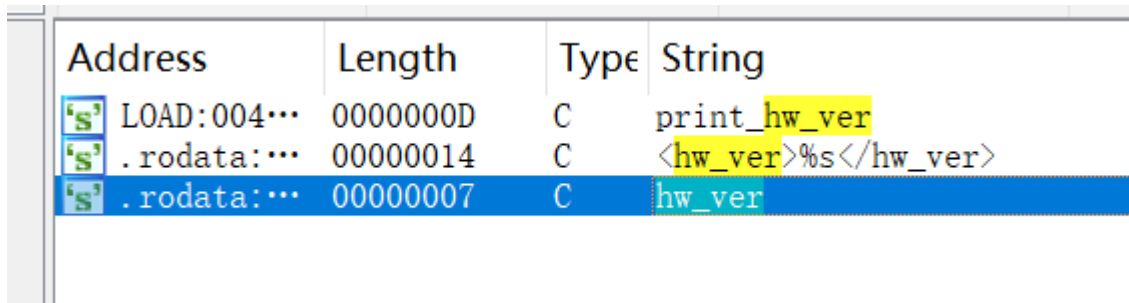 Address Length Type String
's' LOAD:004… 0000000D C print_hw_ver
's' .rodata:… 00000014 C <hw_ver>%s</hw_ver>
's' .rodata:… 00000007 C hw_ver